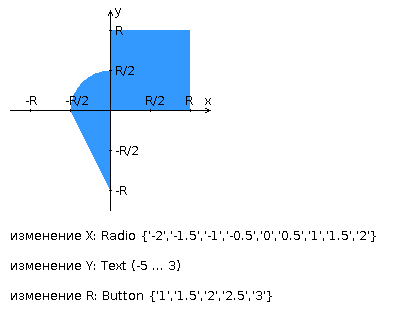 y
R
R/2
-R -R/2 R/2 R x
-R/2
-R
изменение X: Radio {'-2','-1.5','-1','-0.5','0','0.5','1','1.5','2'}
изменение Y: Text (-5 ... 3)
изменение R: Button {'1','1.5','2','2.5','3'}